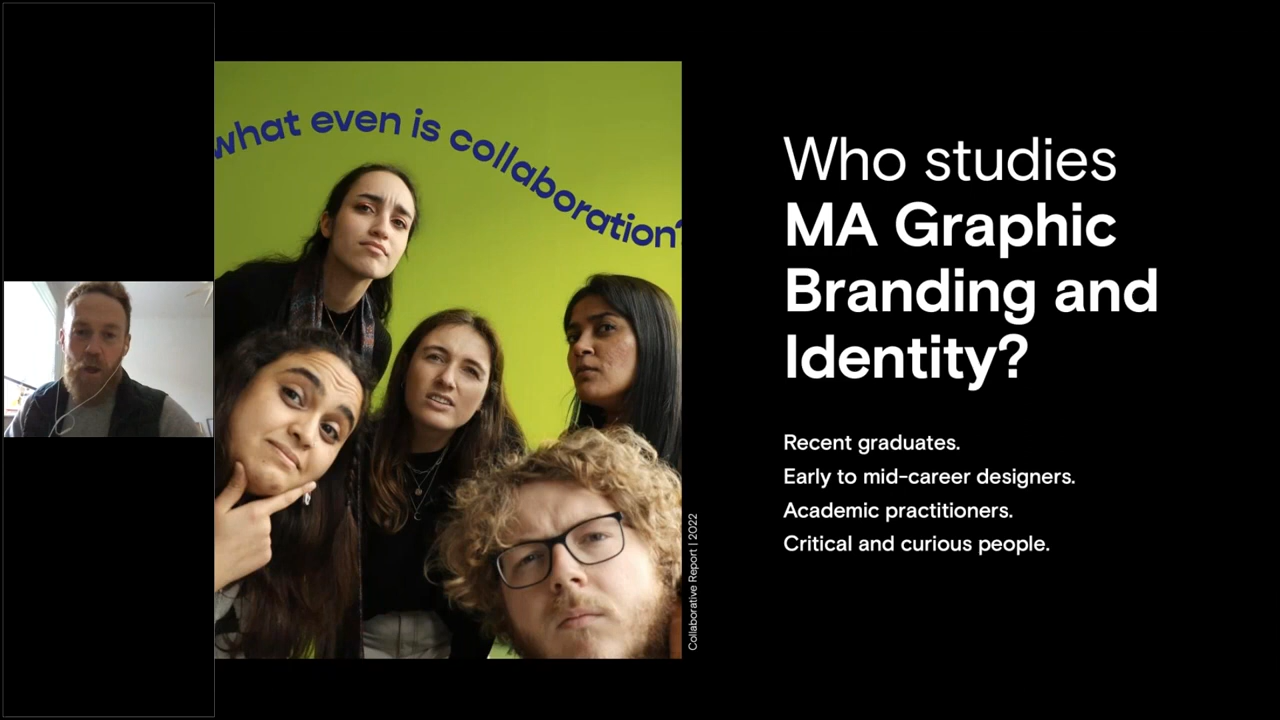 what even is collaboration?
Collaborative Report | 2022
Who studies
MA Graphic
Branding and
Identity?
Recent graduates.
Early to mid-career designers.
Academic practitioners.
Critical and curious people.